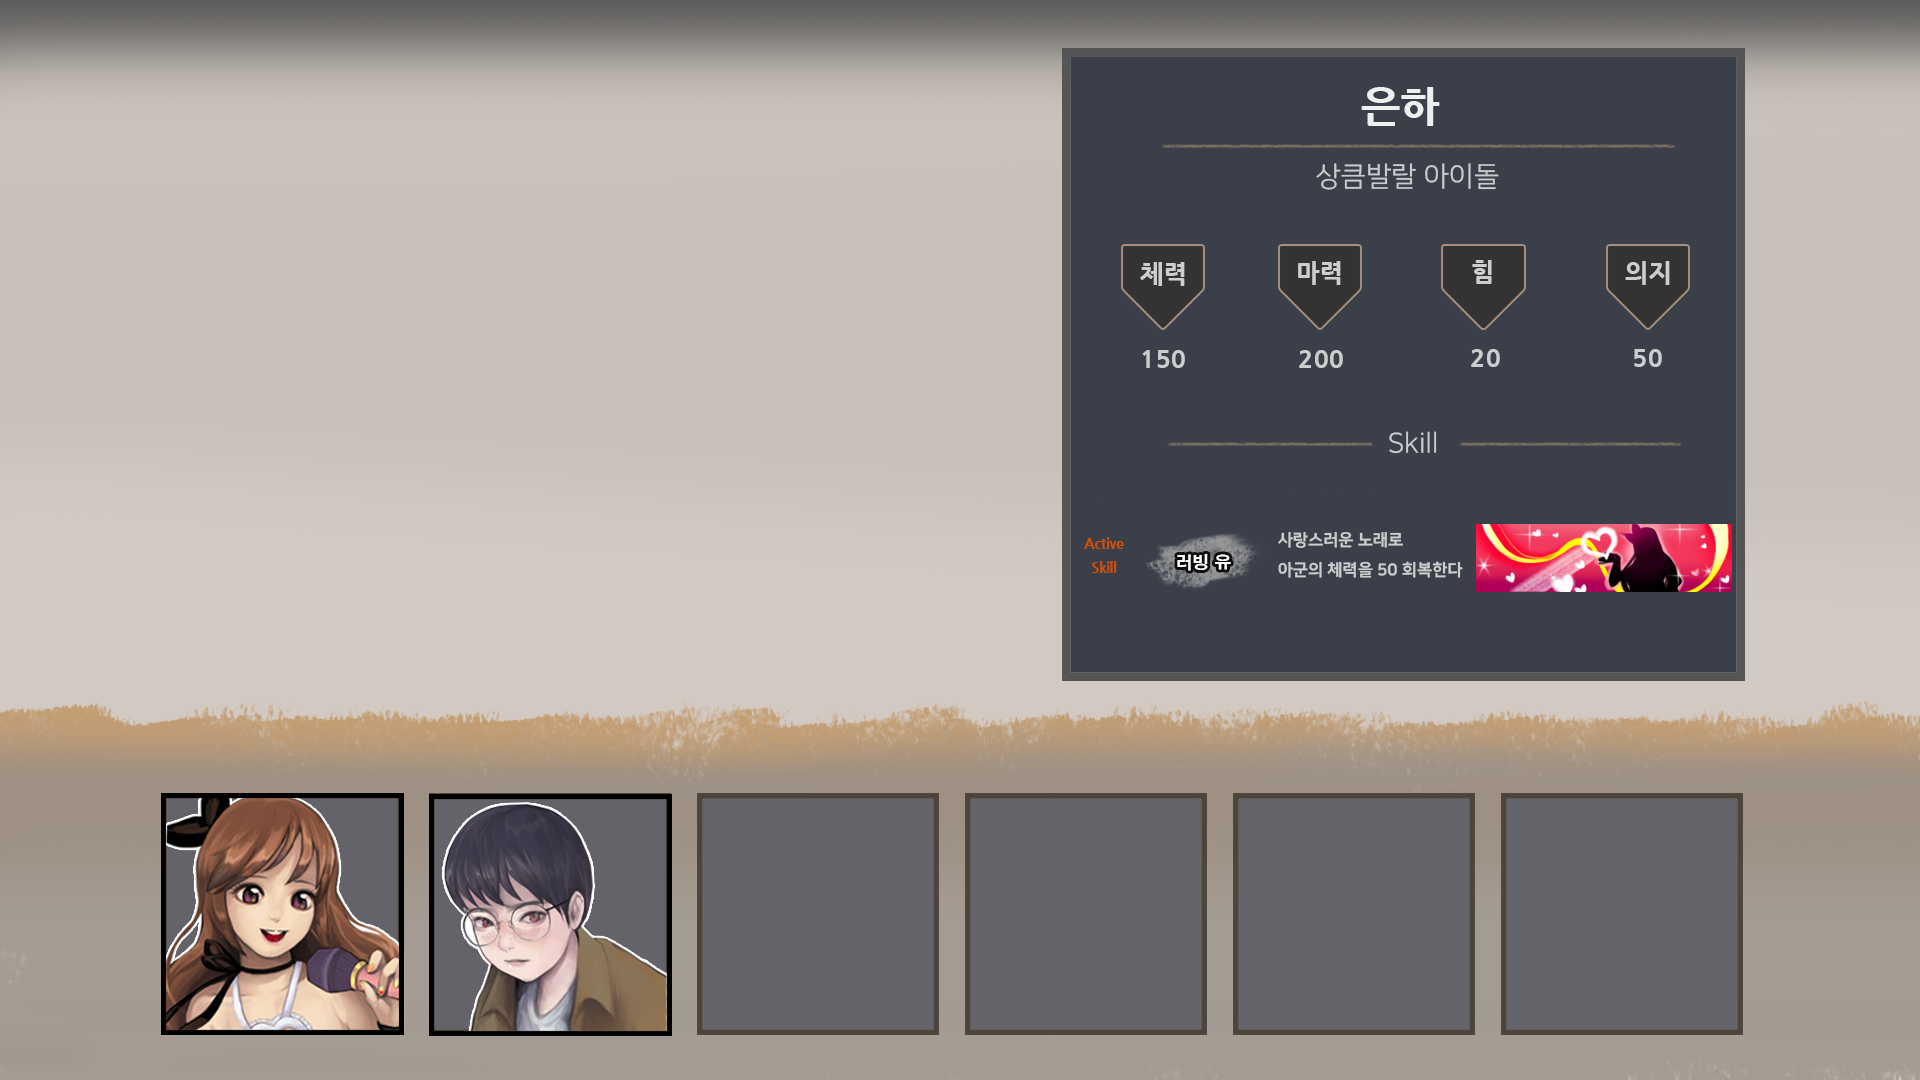 은하
상큼발랄 아이돌
체력 마력 힘 의지
150 200 20 50
Skill
Active
Skill
러빙 유
사랑스러운 노래로
아군의 체력을 50 회복한다